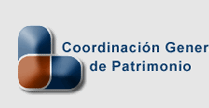 Coordinación Gener
de Patrimonio